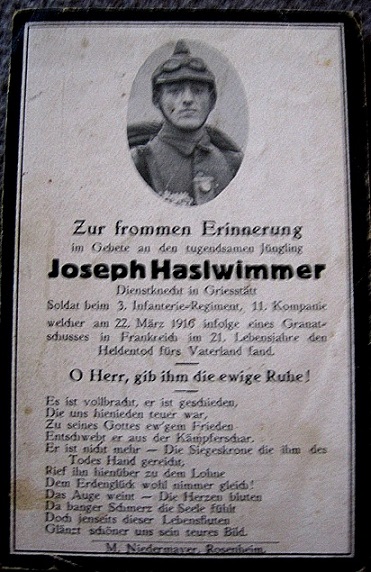 Zur frommen Erinnerung
im Gebete an den tugendsamen Jüngling
Joseph Haslwimmer
Dienstknecht in Griesstätt
Soldat beim 3. Infanterie-Regiment, 11. Kompanie
welcher am 22. März 1916 infolge eines Granat-
schusses in Frankreich im 21. Lebensjahre den
Heldentod fürs Vaterland fand.
O Herr, gib ihm die ewige Ruhe!
Es ist vollbracht, er ist geschieden,
Die uns hienieden teuer war,
Zu seines Gottes ew'gem Frieden
Entschwebt er aus der Kämpferschar.
Er ist nicht mehr — Die Siegeskrone die ihm des
Todes Hand gereicht,
Rief ihn hienüber zu dem Lohne
Dem Erdenglück wohl nimmer gleich!
Das Auge weint — Die Herzen bluten
Da banger Schmerz die Seele fühlt
Doch jenseits dieser Lebensfluten
Glänzt schöner uns sein teures Bild.
M. Niedermayer, Rosenheim.